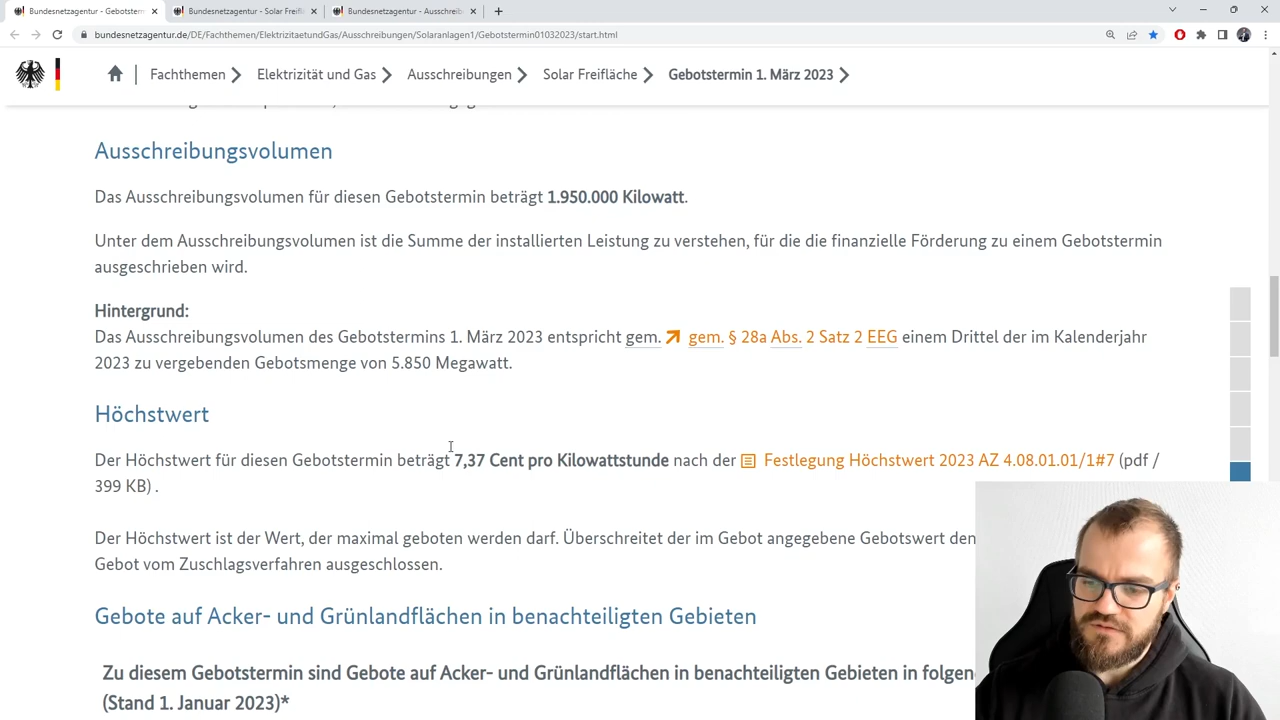 Bundesnetzagentur - Gebotsterm
Bundesnetzagentur - Solar Freifl
Bundesnetzagentur - Ausschreib
bundesnetzagentur.de/DE/Fachthemen/ElektrizitaetundGas/Ausschreibungen/Solaranlagen1/Gebotstermin01032023/start.html
Fachthemen
Elektrizität und Gas
Ausschreibungen
Solar Freifläche
Gebotstermin 1. März 2023
Ausschreibungsvolumen
Das Ausschreibungsvolumen für diesen Gebotstermin beträgt 1.950.000 Kilowatt.
Unter dem Ausschreibungsvolumen ist die Summe der installierten Leistung zu verstehen, für die die finanzielle Förderung zu einem Gebotstermin
ausgeschrieben wird.
Hintergrund:
Das Ausschreibungsvolumen des Gebotstermins 1. März 2023 entspricht gem. gem. § 28a Abs. 2 Satz 2 EEG einem Drittel der im Kalenderjahr
2023 zu vergebenden Gebotsmenge von 5.850 Megawatt.
Höchstwert
Der Höchstwert für diesen Gebotstermin beträgt 7,37 Cent pro Kilowattstunde nach der Festlegung Höchstwert 2023 AZ 4.08.01.01/1#7 (pdf /
399 KB) .
Der Höchstwert ist der Wert, der maximal geboten werden darf. Überschreitet der im Gebot angegebene Gebotswert den
Gebot vom Zuschlagsverfahren ausgeschlossen.
Gebote auf Acker- und Grünlandflächen in benachteiligten Gebieten
Zu diesem Gebotstermin sind Gebote auf Acker- und Grünlandflächen in benachteiligten Gebieten in folgen
(Stand 1. Januar 2023)*